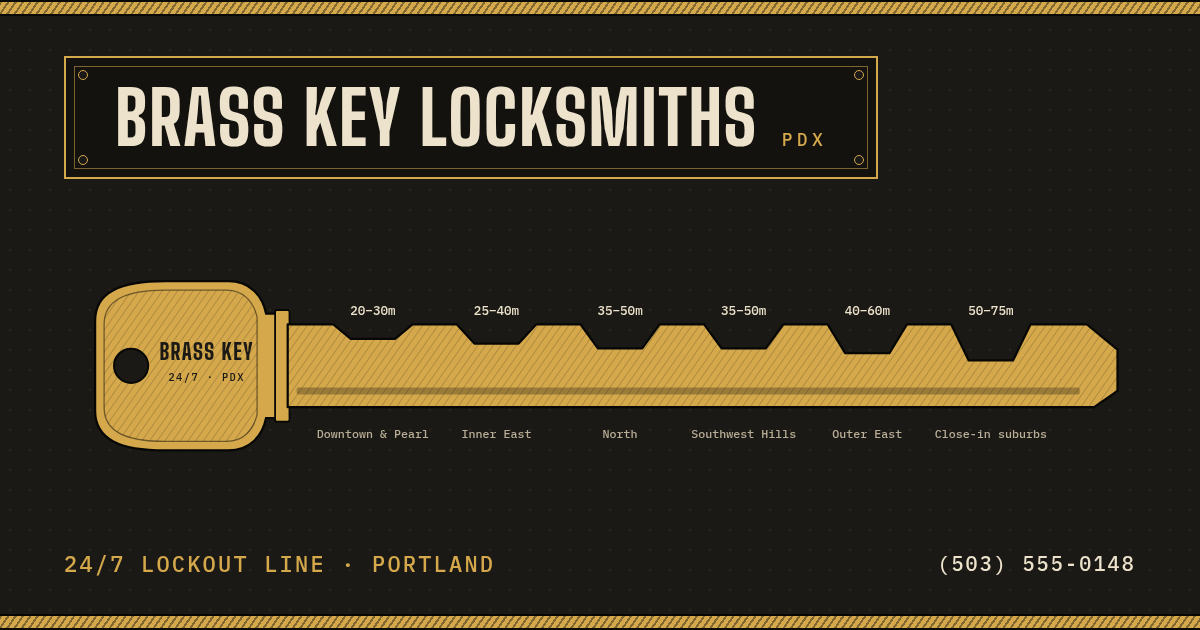 BRASS KEY LOCKSMITHS PDX
20–30m 25–40m 35–50m 35–50m 40–60m 50–75m
BRASS KEY
24/7 · PDX
Downtown & Pearl Inner East North Southwest Hills Outer East Close-in suburbs
24/7 LOCKOUT LINE · PORTLAND (503) 555-0148